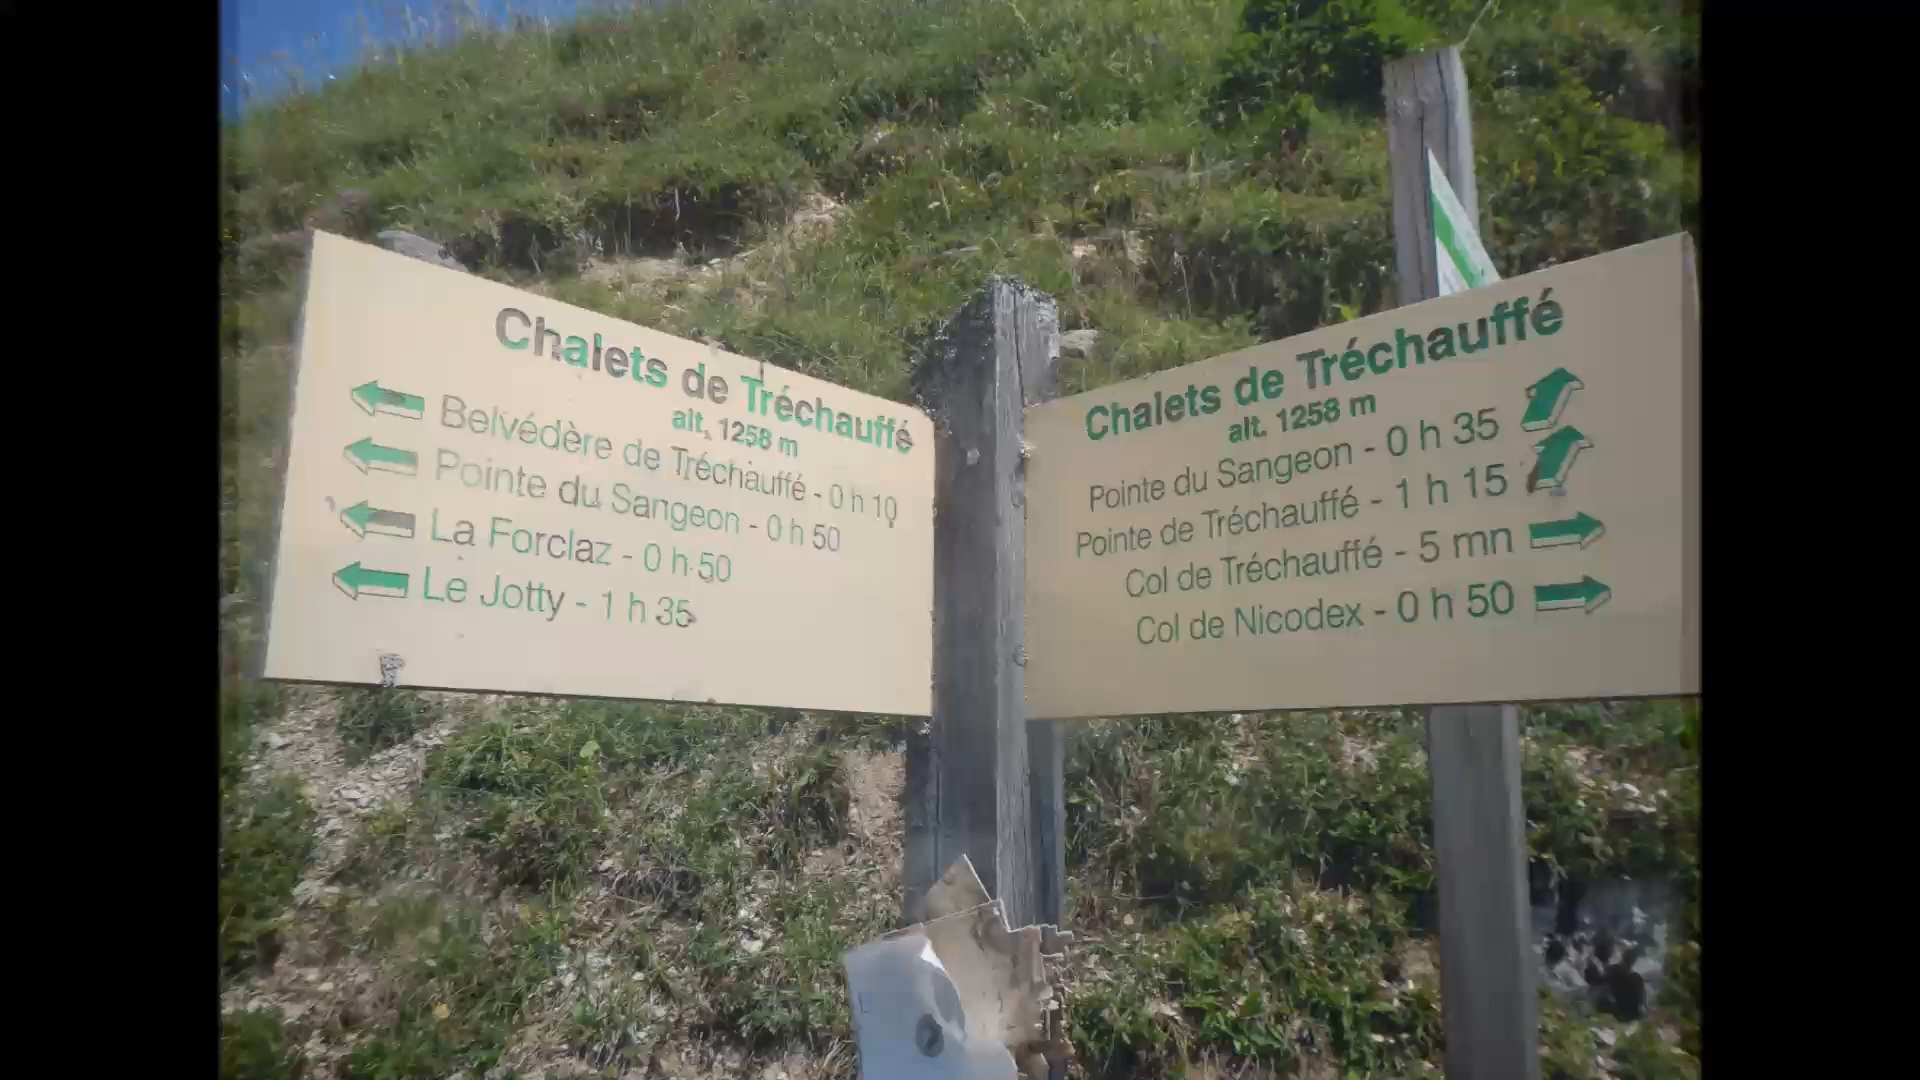 Chalets de Tréchauffé
alt. 1258 m
Belvédère de Tréchauffé - 0 h 10
Pointe du Sangeon - 0 h 50
La Forclaz - 0 h 50
Le Jotty - 1 h 35
Chalets de Tréchauffé
alt. 1258 m
Pointe du Sangeon - 0 h 35
Pointe de Tréchauffé - 1 h 15
Col de Tréchauffé - 5 mn
Col de Nicodex - 0 h 50